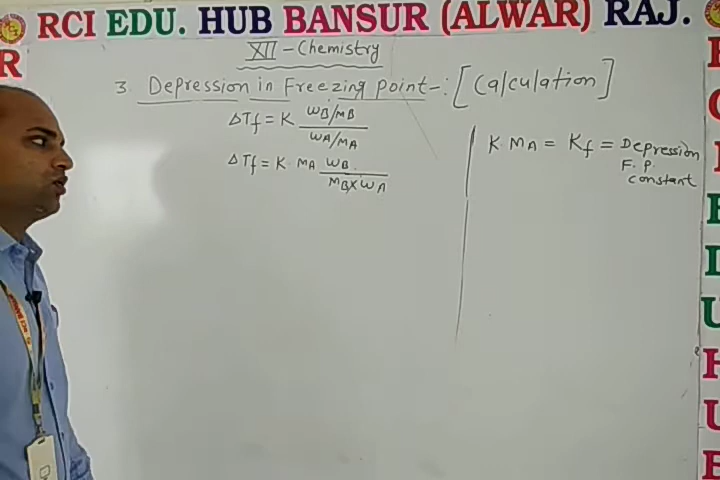 RCI EDU. HUB BANSUR (ALWAR) RAJ.
XII - Chemistry
3. Depression in Freezing point-: [Calculation]
ΔTf = K WB/MB
WA/MA
ΔTf = K. MA WB
MB×WA
K. MA = Kf = Depression
F. P.
constant
R
R
C
I
E
D
U
H
U
B